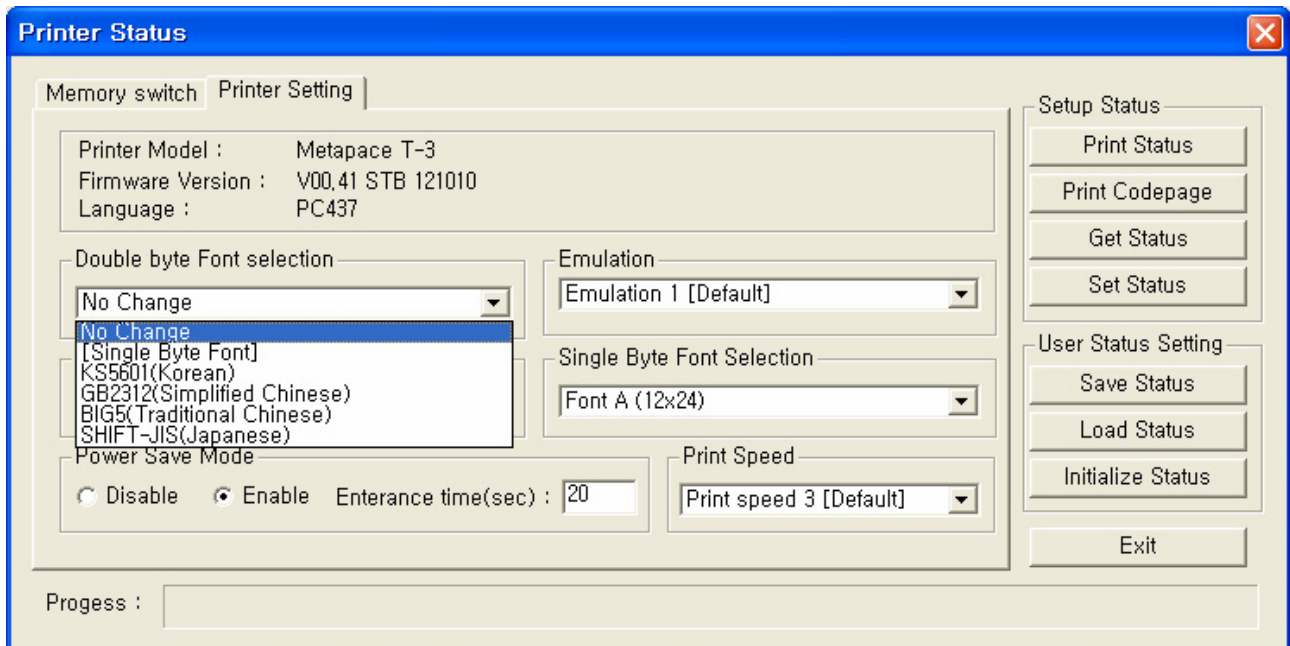 Printer Status
Memory switch
Printer Setting
Printer Model : Metapace T-3
Firmware Version : V00,41 STB 121010
Language : PC437
Double byte Font selection
No Change
No Change
[Single Byte Font]
KS5601(Korean)
GB2312(Simplified Chinese)
BIG5(Traditional Chinese)
SHIFT-JIS(Japanese)
Emulation
Emulation 1 [Default]
Single Byte Font Selection
Font A (12x24)
Power Save Mode
Disable Enable Enterance time(sec) : 20
Print Speed
Print speed 3 [Default]
Setup Status
Print Status
Print Codepage
Get Status
Set Status
User Status Setting
Save Status
Load Status
Initialize Status
Exit
Progess :